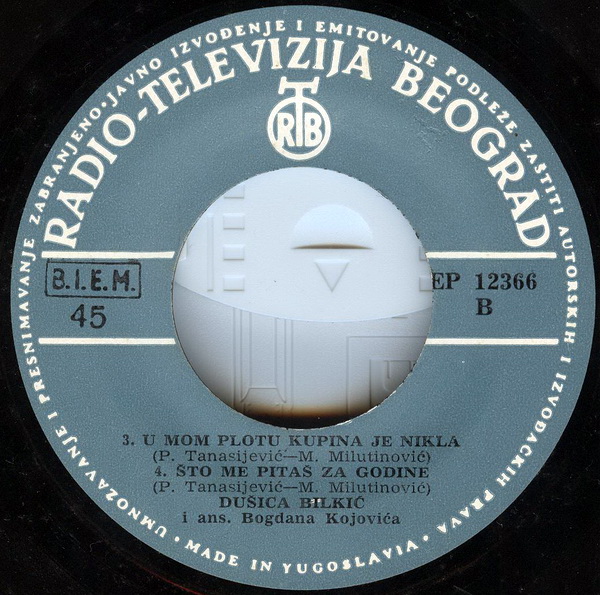 UMNOŽAVANJE I PRESNIMAVANJE ZABRANJENO • JAVNO IZVOĐENJE I EMITOVANJE PODLEŽE ZAŠTITI AUTORSKIH I IZVOĐAČKIH PRAVA
RADIO-TELEVIZIJA BEOGRAD
RTB
B.I.E.M.
45
EP 12366
B
3. U MOM PLOTU KUPINA JE NIKLA
(P. Tanasijević—M. Milutinović)
4. ŠTO ME PITAŠ ZA GODINE
(P. Tanasijević—M. Milutinović)
DUŠICA BILKIĆ
i ans. Bogdana Kojovića
• MADE IN YUGOSLAVIA •